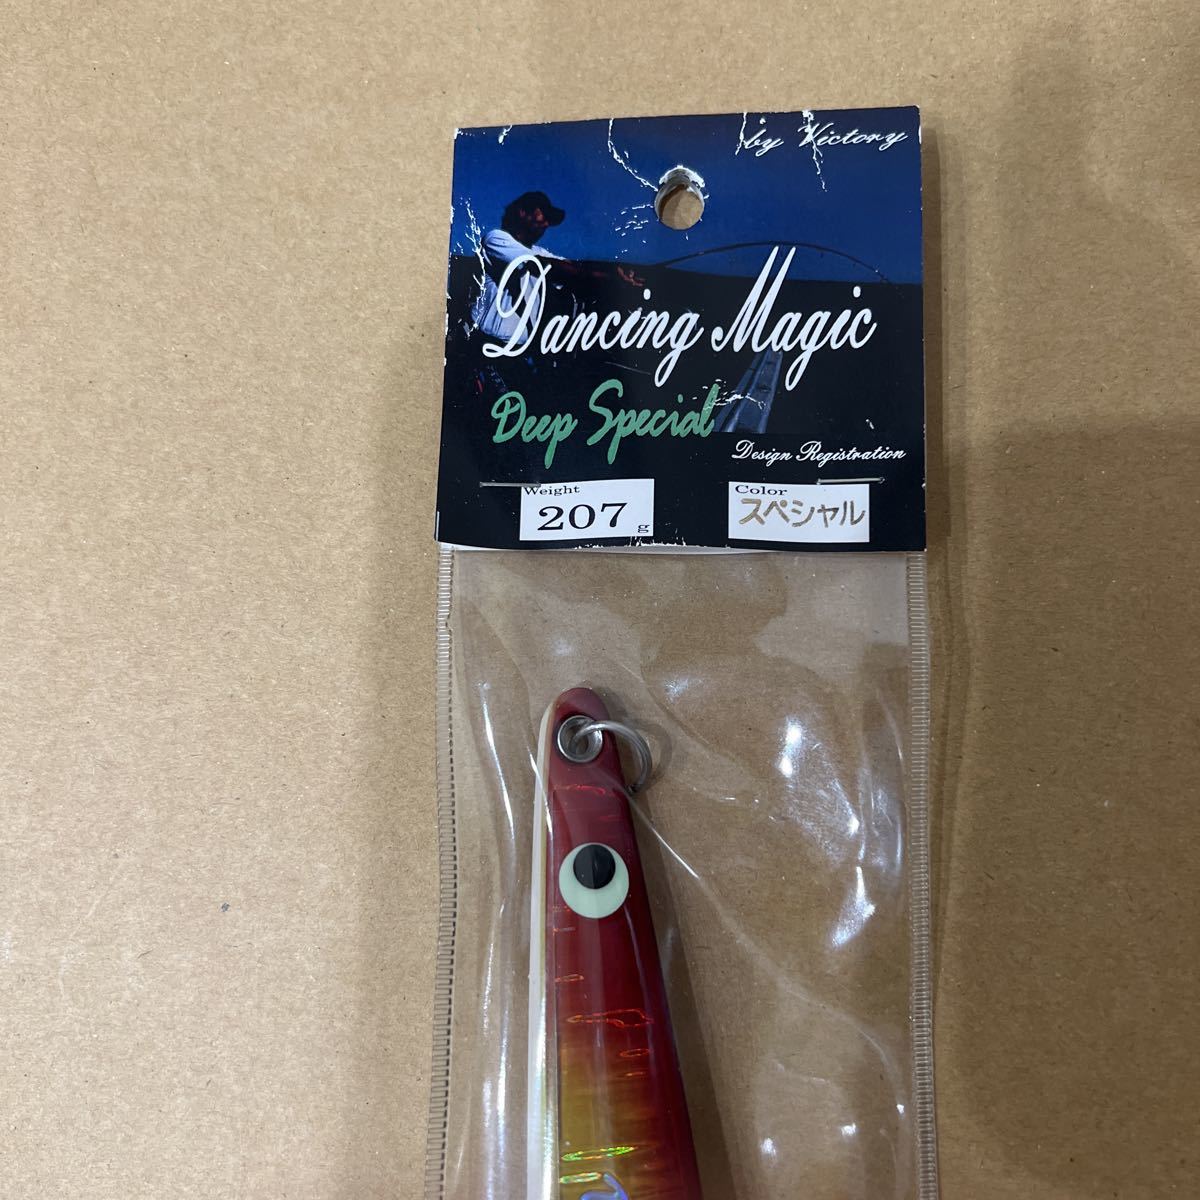 by Victory
Dancing Magic
Deep Special
Design Registration
Weight
207 g
Color
スペシャル